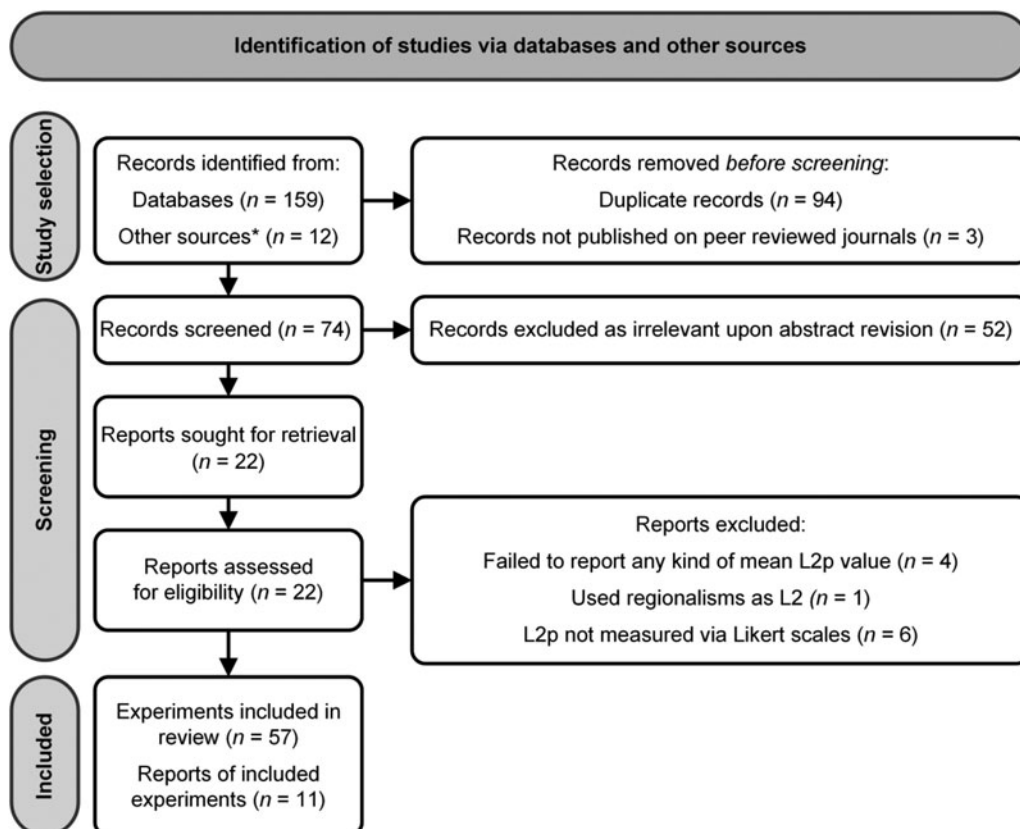 Identification of studies via databases and other sources
Study selection
Records identified from:
Databases (n = 159)
Other sources* (n = 12)
Records removed before screening:
Duplicate records (n = 94)
Records not published on peer reviewed journals (n = 3)
Screening
Records screened (n = 74)
Records excluded as irrelevant upon abstract revision (n = 52)
Reports sought for retrieval
(n = 22)
Reports assessed
for eligibility (n = 22)
Reports excluded:
Failed to report any kind of mean L2p value (n = 4)
Used regionalisms as L2 (n = 1)
L2p not measured via Likert scales (n = 6)
Included
Experiments included in
review (n = 57)
Reports of included
experiments (n = 11)